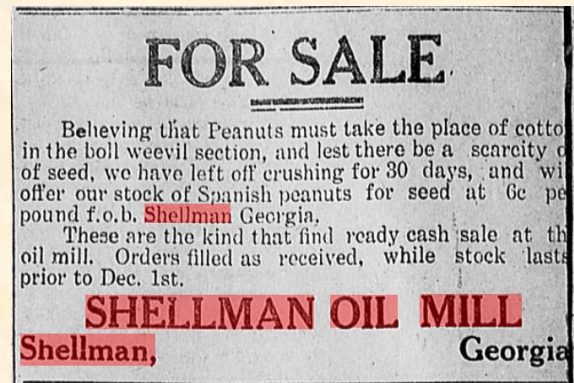 FOR SALE
Believing that Peanuts must take the place of cotto
in the boll weevil section, and lest there be a scarcity o
of seed, we have left off crushing for 30 days, and wi
offer our stock of Spanish peanuts for seed at 6c pe
pound f.o.b. Shellman Georgia,
These are the kind that find ready cash sale at th
oil mill. Orders filled as received, while stock lasts
prior to Dec. 1st.
SHELLMAN OIL MILL
Shellman, Georgia